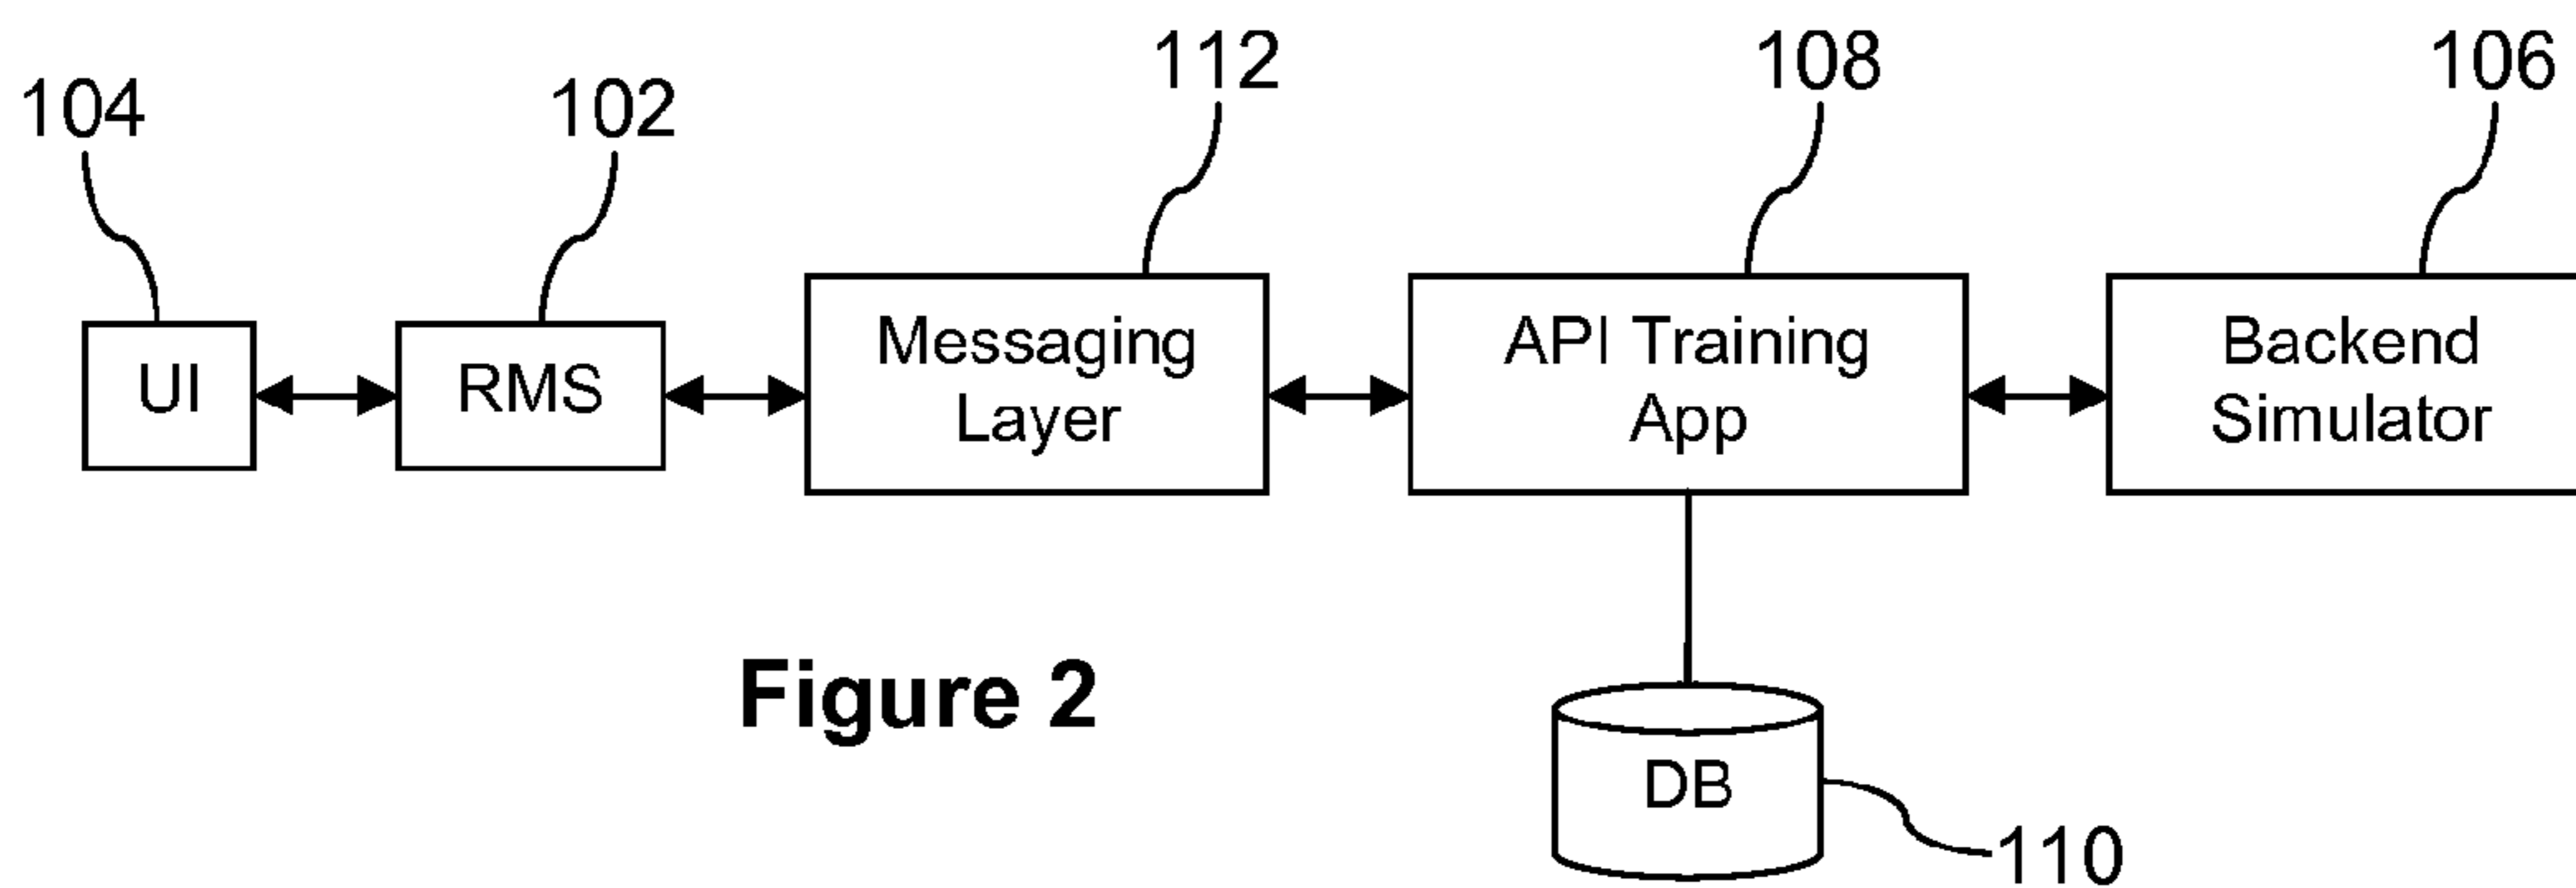 112
108
106
104
102
Messaging
Layer
API Training
App
Backend
Simulator
UI
RMS
Figure 2
DB
110